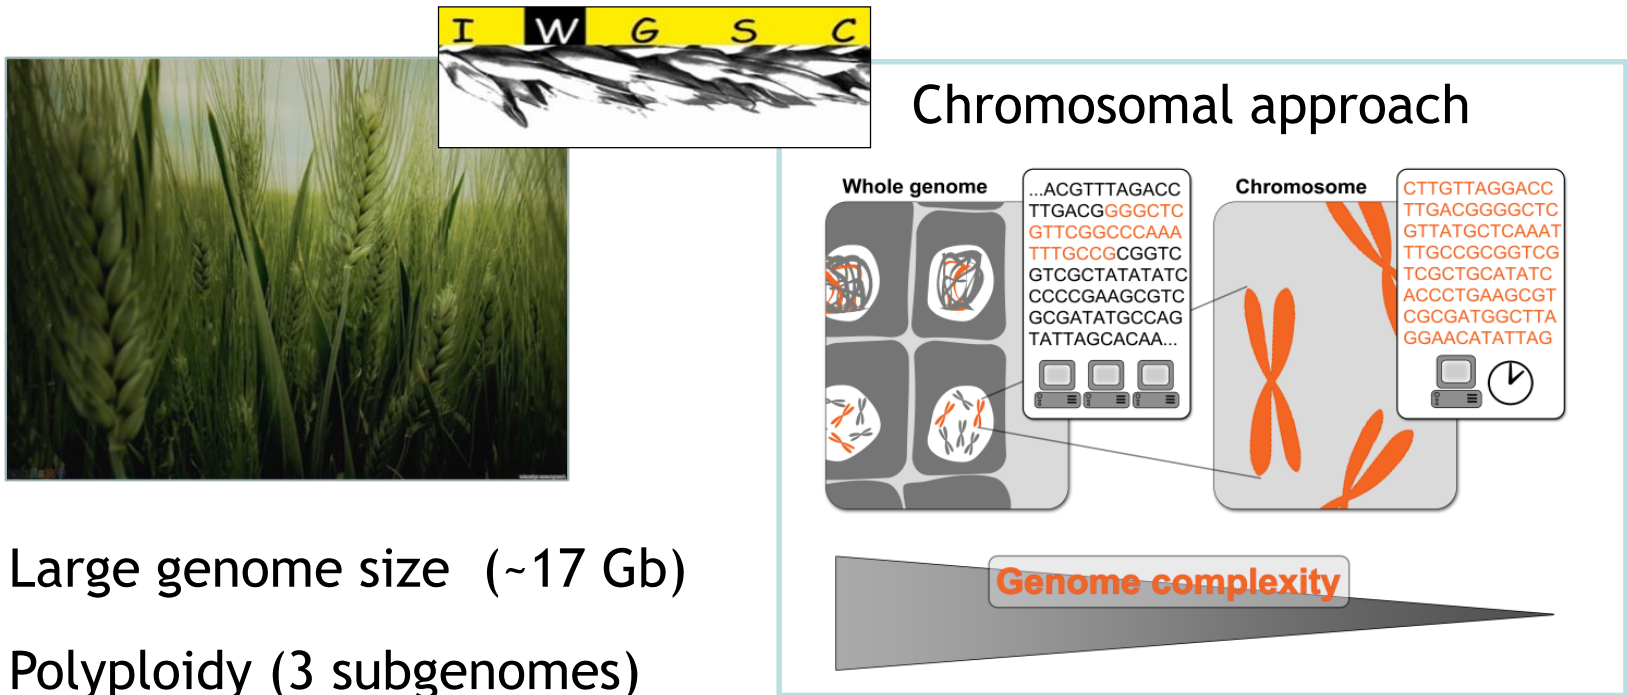 I W G S C
Chromosomal approach
Whole genome
...ACGTTTAGACC
TTGACGGGGCTC
GTTCGGCCCAAA
TTTGCCGCGGTC
GTCGCTATATATC
CCCCGAAGCGTC
GCGATATGCCAG
TATTAGCACAA...
Chromosome
CTTGTTAGGACC
TTGACGGGGCTC
GTTATGCTCAAAT
TTGCCGCGGTCG
TCGCTGCATATC
ACCCTGAAGCGT
CGCGATGGCTTA
GGAACATATTAG
Genome complexity
Large genome size (~17 Gb)
Polyploidy (3 subgenomes)